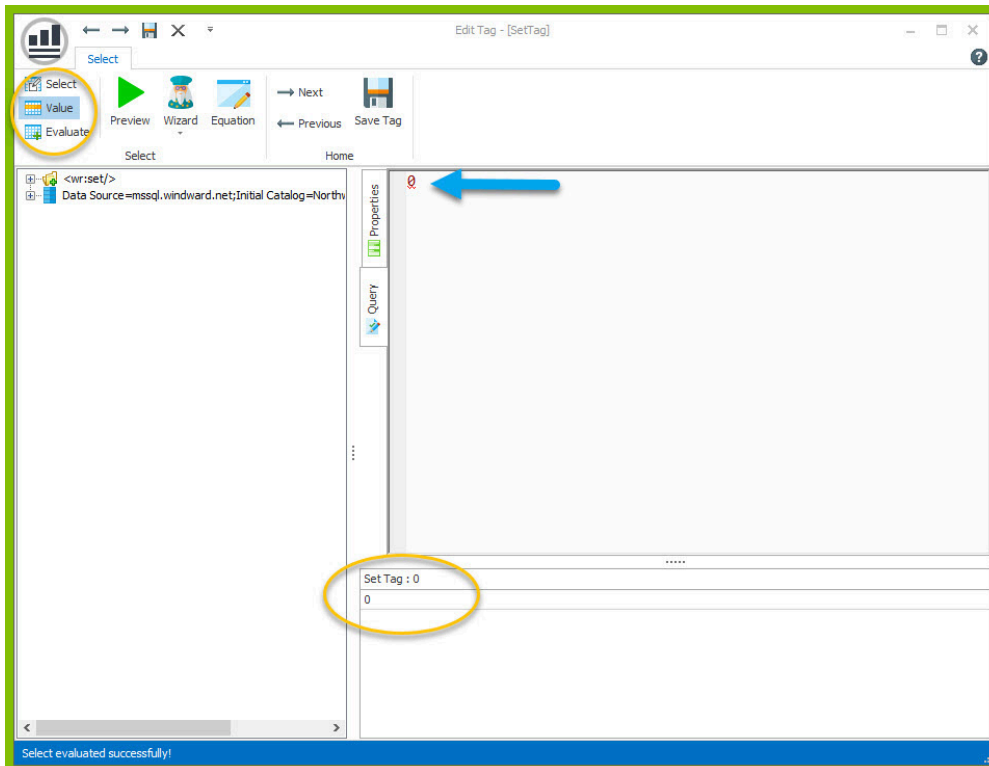 Edit Tag - [SetTag]
Select
Select
Value
Evaluate
Preview
Wizard
Equation
Next
Previous
Save Tag
Select
Home
<wr:set/>
Data Source=mssql.windward.net;Initial Catalog=Northw
Properties
Query
0
Set Tag : 0
0
Select evaluated successfully!